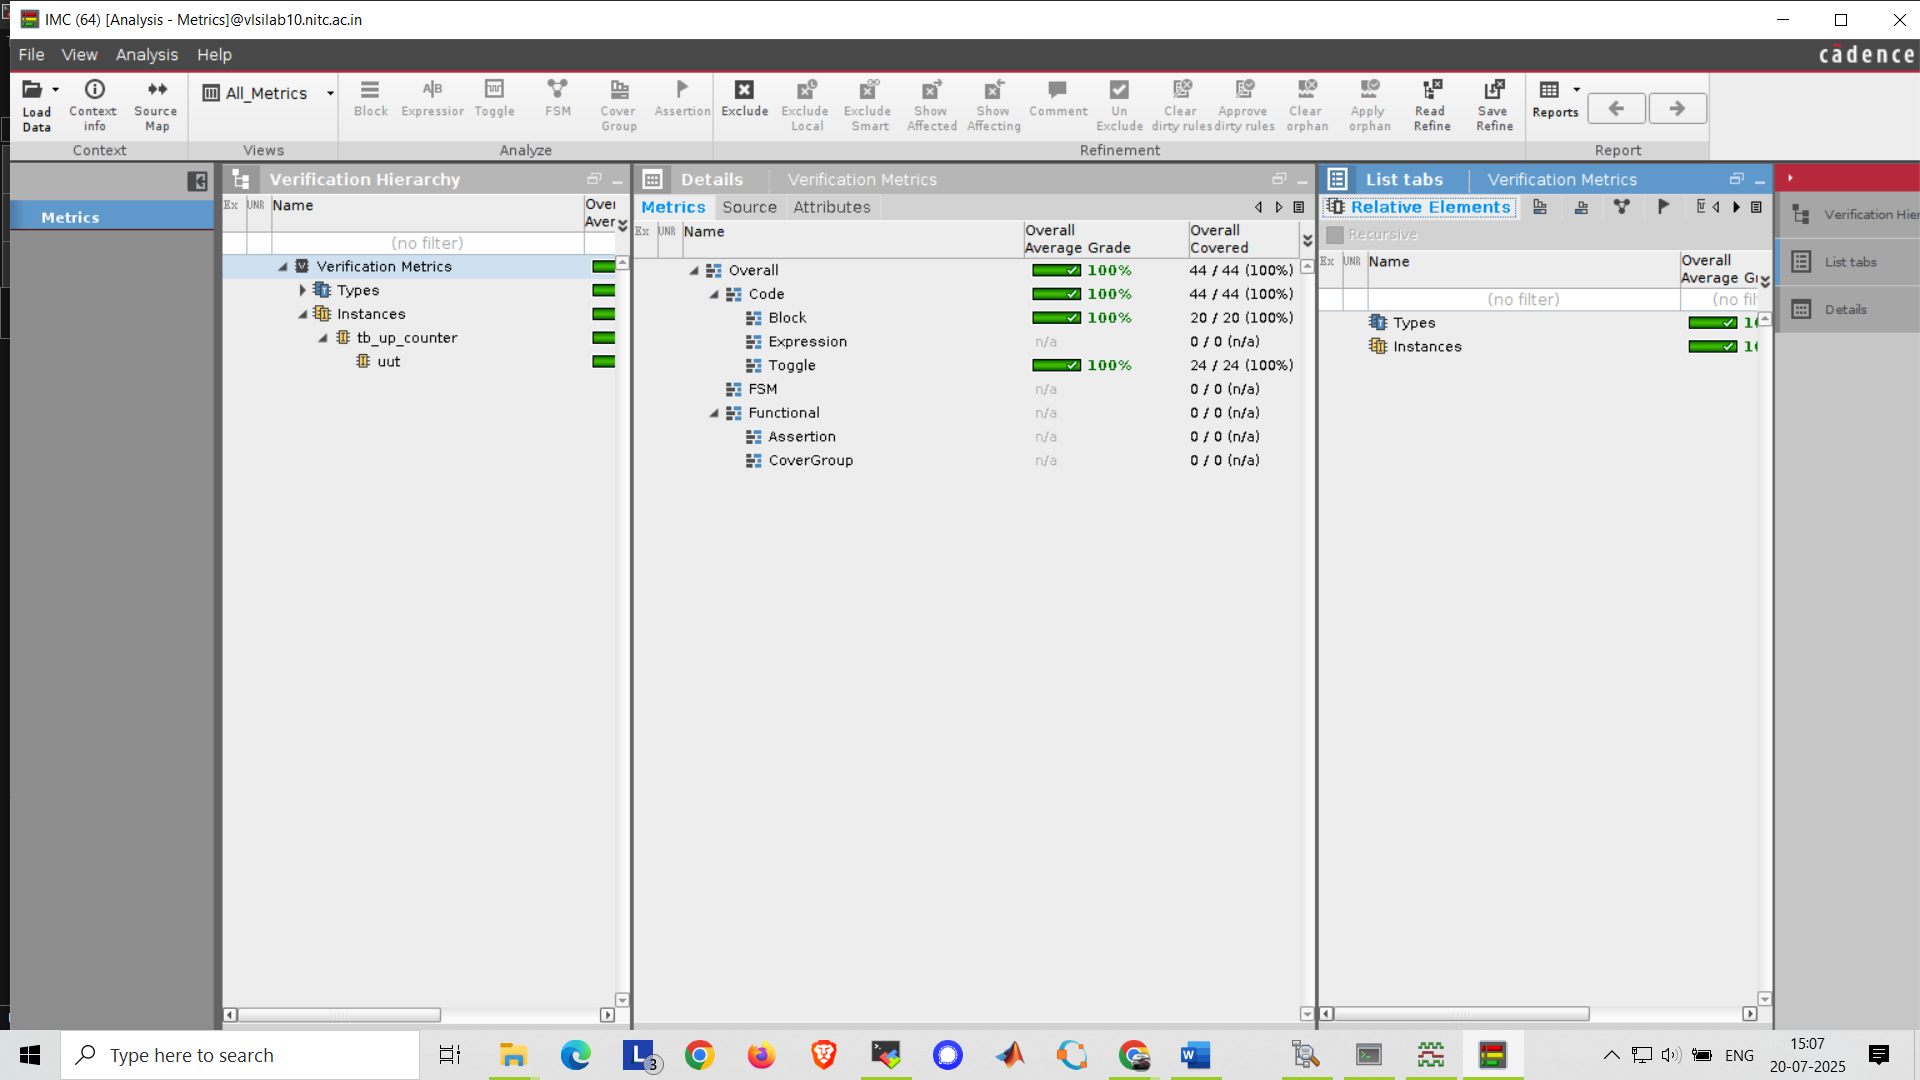 IMC (64) [Analysis - Metrics]@vlsilab10.nitc.ac.in
File View Analysis Help
cādence
Load Data
Context info
Source Map
All_Metrics
Block
Expression
Toggle
FSM
Cover Group
Assertion
Exclude
Exclude Local
Exclude Smart
Show Affected
Show Affecting
Comment
Un Exclude
Clear dirty rules
Approve dirty rules
Clear orphan
Apply orphan
Read Refine
Save Refine
Reports
Context
Views
Analyze
Refinement
Report
Metrics
Verification Hierarchy
Ex UNR Name Over Aver
(no filter)
Verification Metrics
Types
Instances
tb_up_counter
uut
Details Verification Metrics
Metrics Source Attributes
Ex UNR Name Overall Average Grade Overall Covered
Overall 100% 44 / 44 (100%)
Code 100% 44 / 44 (100%)
Block 100% 20 / 20 (100%)
Expression n/a 0 / 0 (n/a)
Toggle 100% 24 / 24 (100%)
FSM n/a 0 / 0 (n/a)
Functional n/a 0 / 0 (n/a)
Assertion n/a 0 / 0 (n/a)
CoverGroup n/a 0 / 0 (n/a)
List tabs Verification Metrics
Relative Elements
Recursive
Ex UNR Name Overall Average G
(no filter) (no fil
Types 1
Instances 1
Verification Hier
List tabs
Details
Type here to search
3
ENG
15:07
20-07-2025